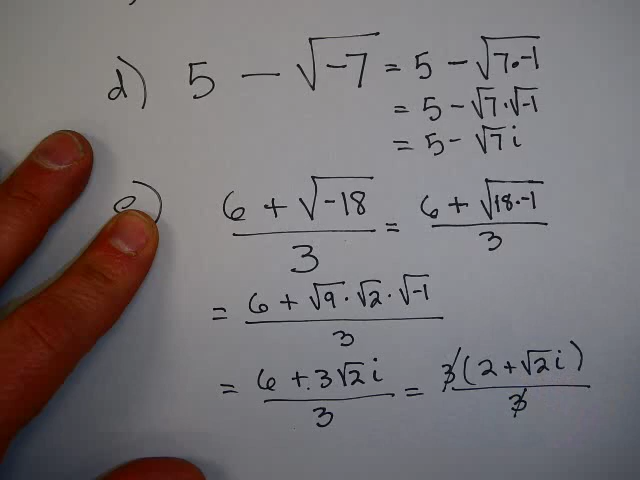 d) 5 - √-7 = 5 - √7·-1
= 5 - √7·√-1
= 5 - √7 i
e) (6 + √-18)/3 = (6 + √18·-1)/3
= (6 + √9·√2·√-1)/3
= (6 + 3√2 i)/3 = 3(2 + √2 i)/3